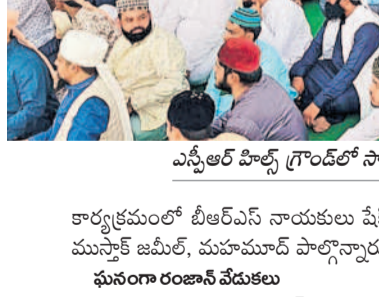 ఎస్పీఆర్ హిల్స్ గ్రౌండ్‌లో
కార్యక్రమంలో బీఆర్ఎస్ నాయకులు
ముస్తాక్ జమీల్, మహమూద్ పాల్గొన్నారు
ఘనంగా రంజాన్ వేడుకలు